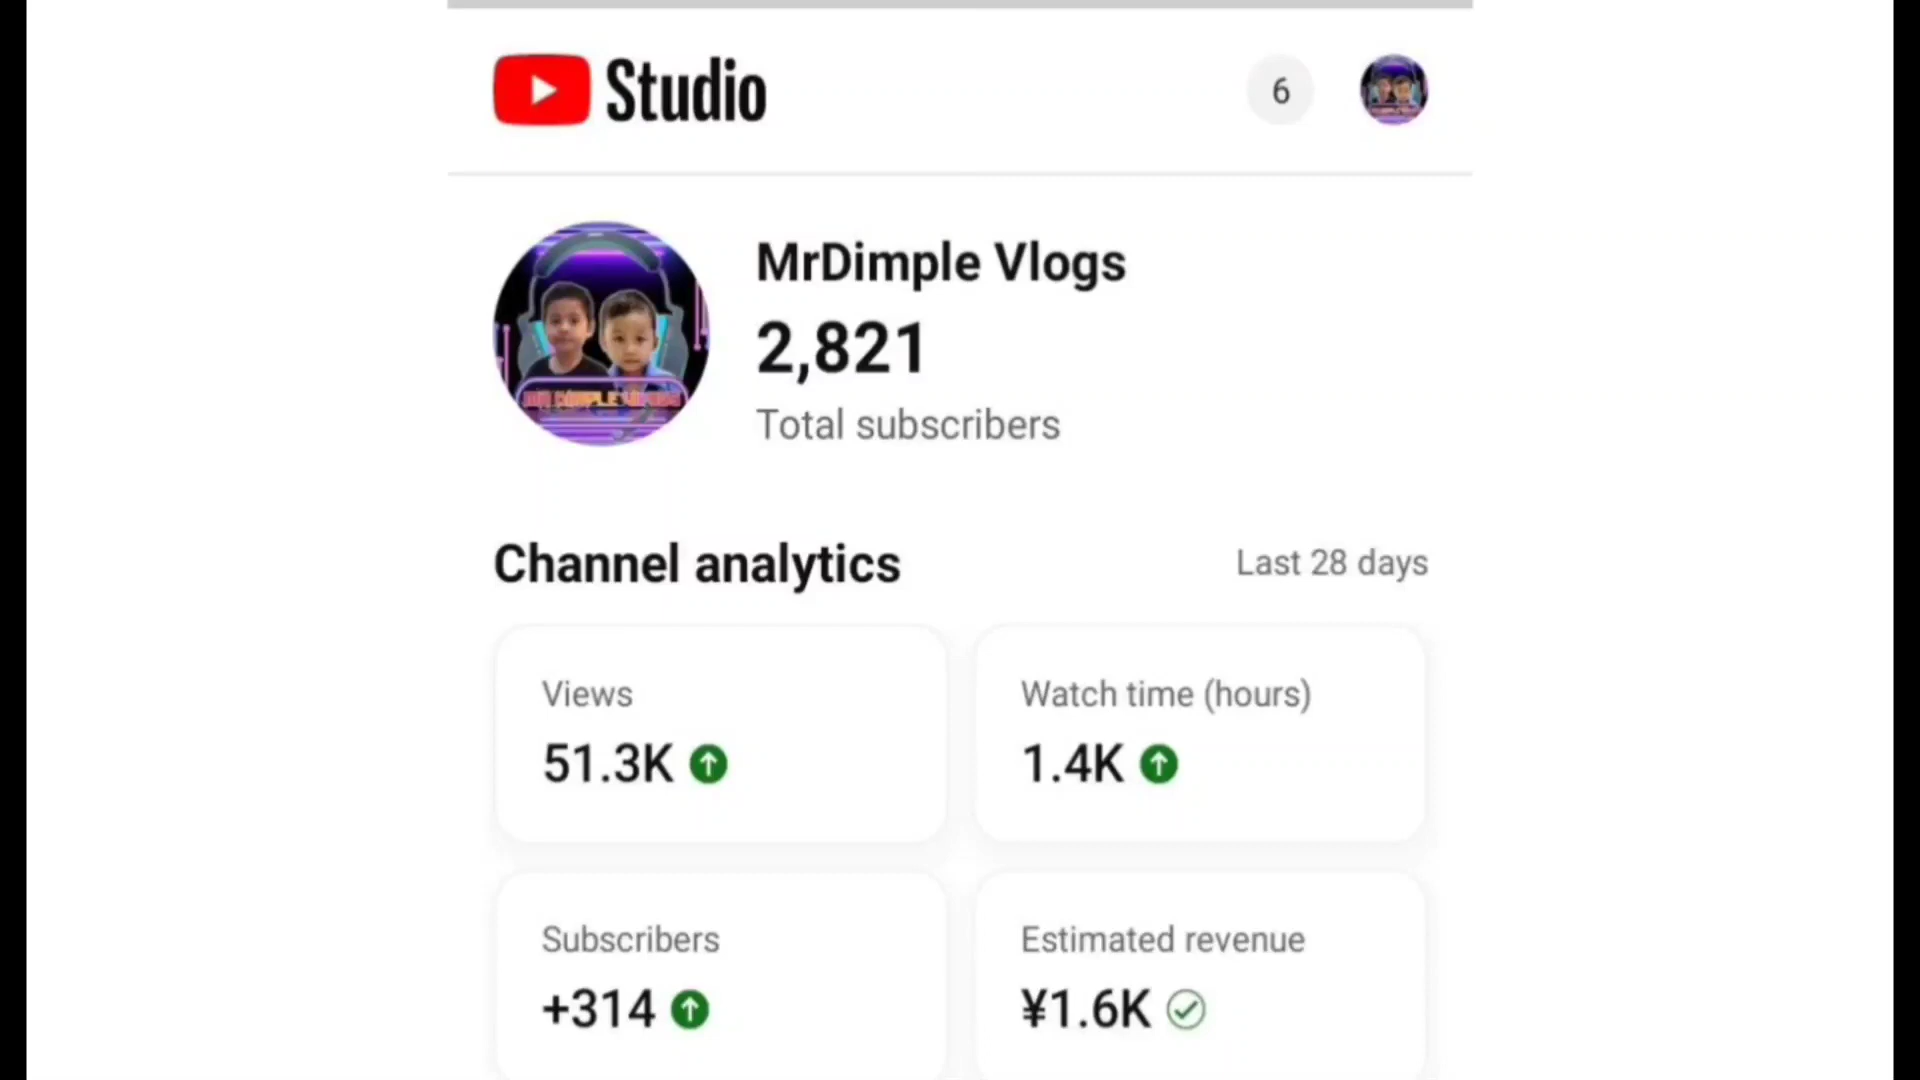 Studio
6
MrDimple Vlogs
2,821
Total subscribers
Channel analytics
Last 28 days
Views
51.3K
Watch time (hours)
1.4K
Subscribers
+314
Estimated revenue
¥1.6K